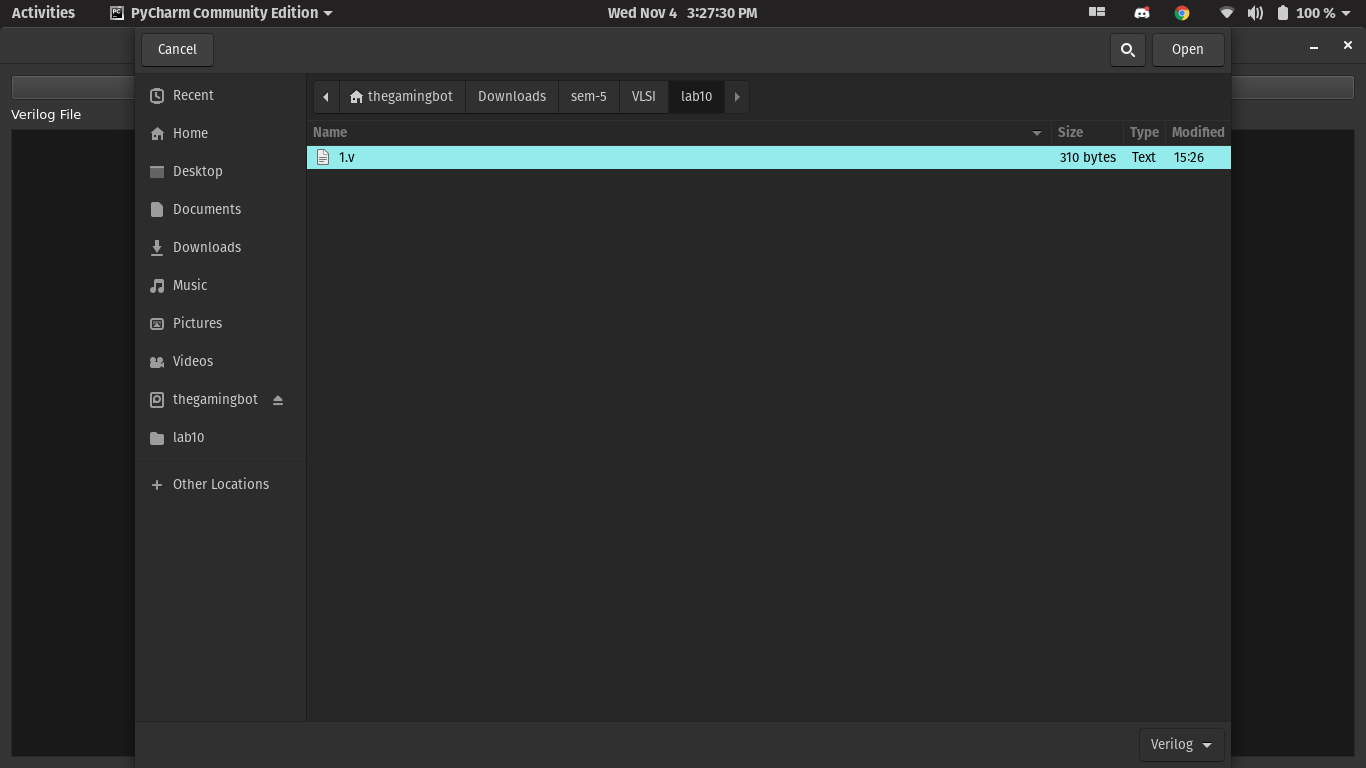 Activities PyCharm Community Edition Wed Nov 4 3:27:30 PM 100 %
Cancel Open
Verilog File
Recent
Home
Desktop
Documents
Downloads
Music
Pictures
Videos
thegamingbot
lab10
Other Locations
thegamingbot Downloads sem-5 VLSI lab10
Name Size Type Modified
1.v 310 bytes Text 15:26
Verilog